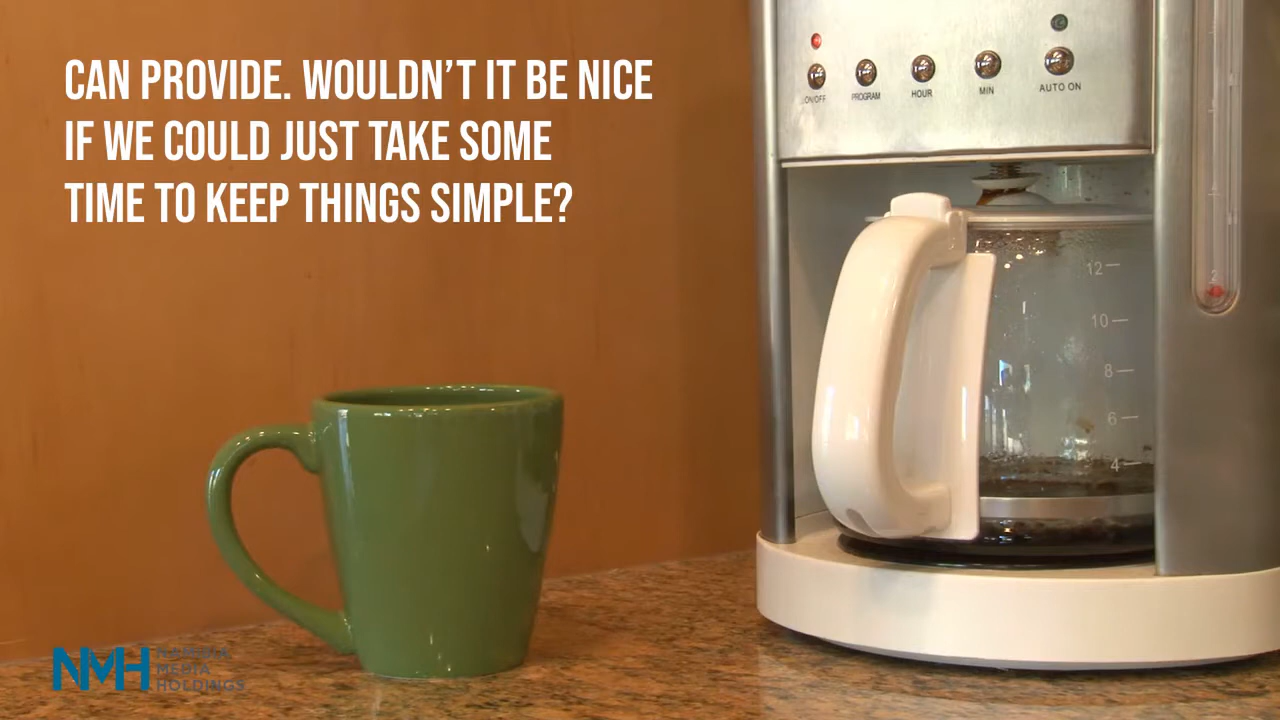 CAN PROVIDE. WOULDN’T IT BE NICE
IF WE COULD JUST TAKE SOME
TIME TO KEEP THINGS SIMPLE?
ON/OFF PROGRAM HOUR MIN AUTO ON
12
10
8
6
4
NMH
MEDIA
HOLDINGS